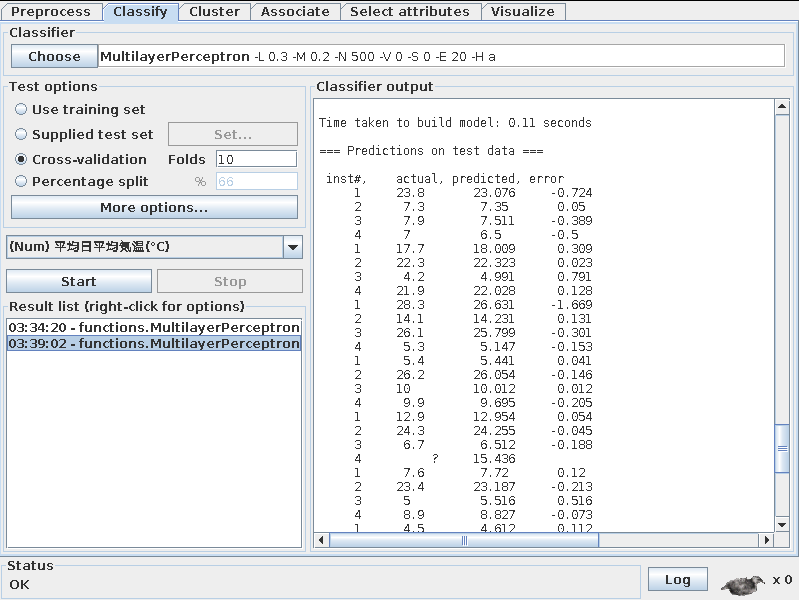 Preprocess Classify Cluster Associate Select attributes Visualize
Classifier
Choose MultilayerPerceptron -L 0.3 -M 0.2 -N 500 -V 0 -S 0 -E 20 -H a
Test options
Use training set
Supplied test set Set...
Cross-validation Folds 10
Percentage split % 66
More options...
(Num) 平均日平均気温(°C)
Start Stop
Result list (right-click for options)
03:34:20 - functions.MultilayerPerceptron
03:39:02 - functions.MultilayerPerceptron
Classifier output
Time taken to build model: 0.11 seconds
=== Predictions on test data ===
inst#, actual, predicted, error
1 23.8 23.076 -0.724
2 7.3 7.35 0.05
3 7.9 7.511 -0.389
4 7 6.5 -0.5
1 17.7 18.009 0.309
2 22.3 22.323 0.023
3 4.2 4.991 0.791
4 21.9 22.028 0.128
1 28.3 26.631 -1.669
2 14.1 14.231 0.131
3 26.1 25.799 -0.301
4 5.3 5.147 -0.153
1 5.4 5.441 0.041
2 26.2 26.054 -0.146
3 10 10.012 0.012
4 9.9 9.695 -0.205
1 12.9 12.954 0.054
2 24.3 24.255 -0.045
3 6.7 6.512 -0.188
4 ? 15.436
1 7.6 7.72 0.12
2 23.4 23.187 -0.213
3 5 5.516 0.516
4 8.9 8.827 -0.073
1 4.5 4.612 0.112
Status
OK
Log x 0